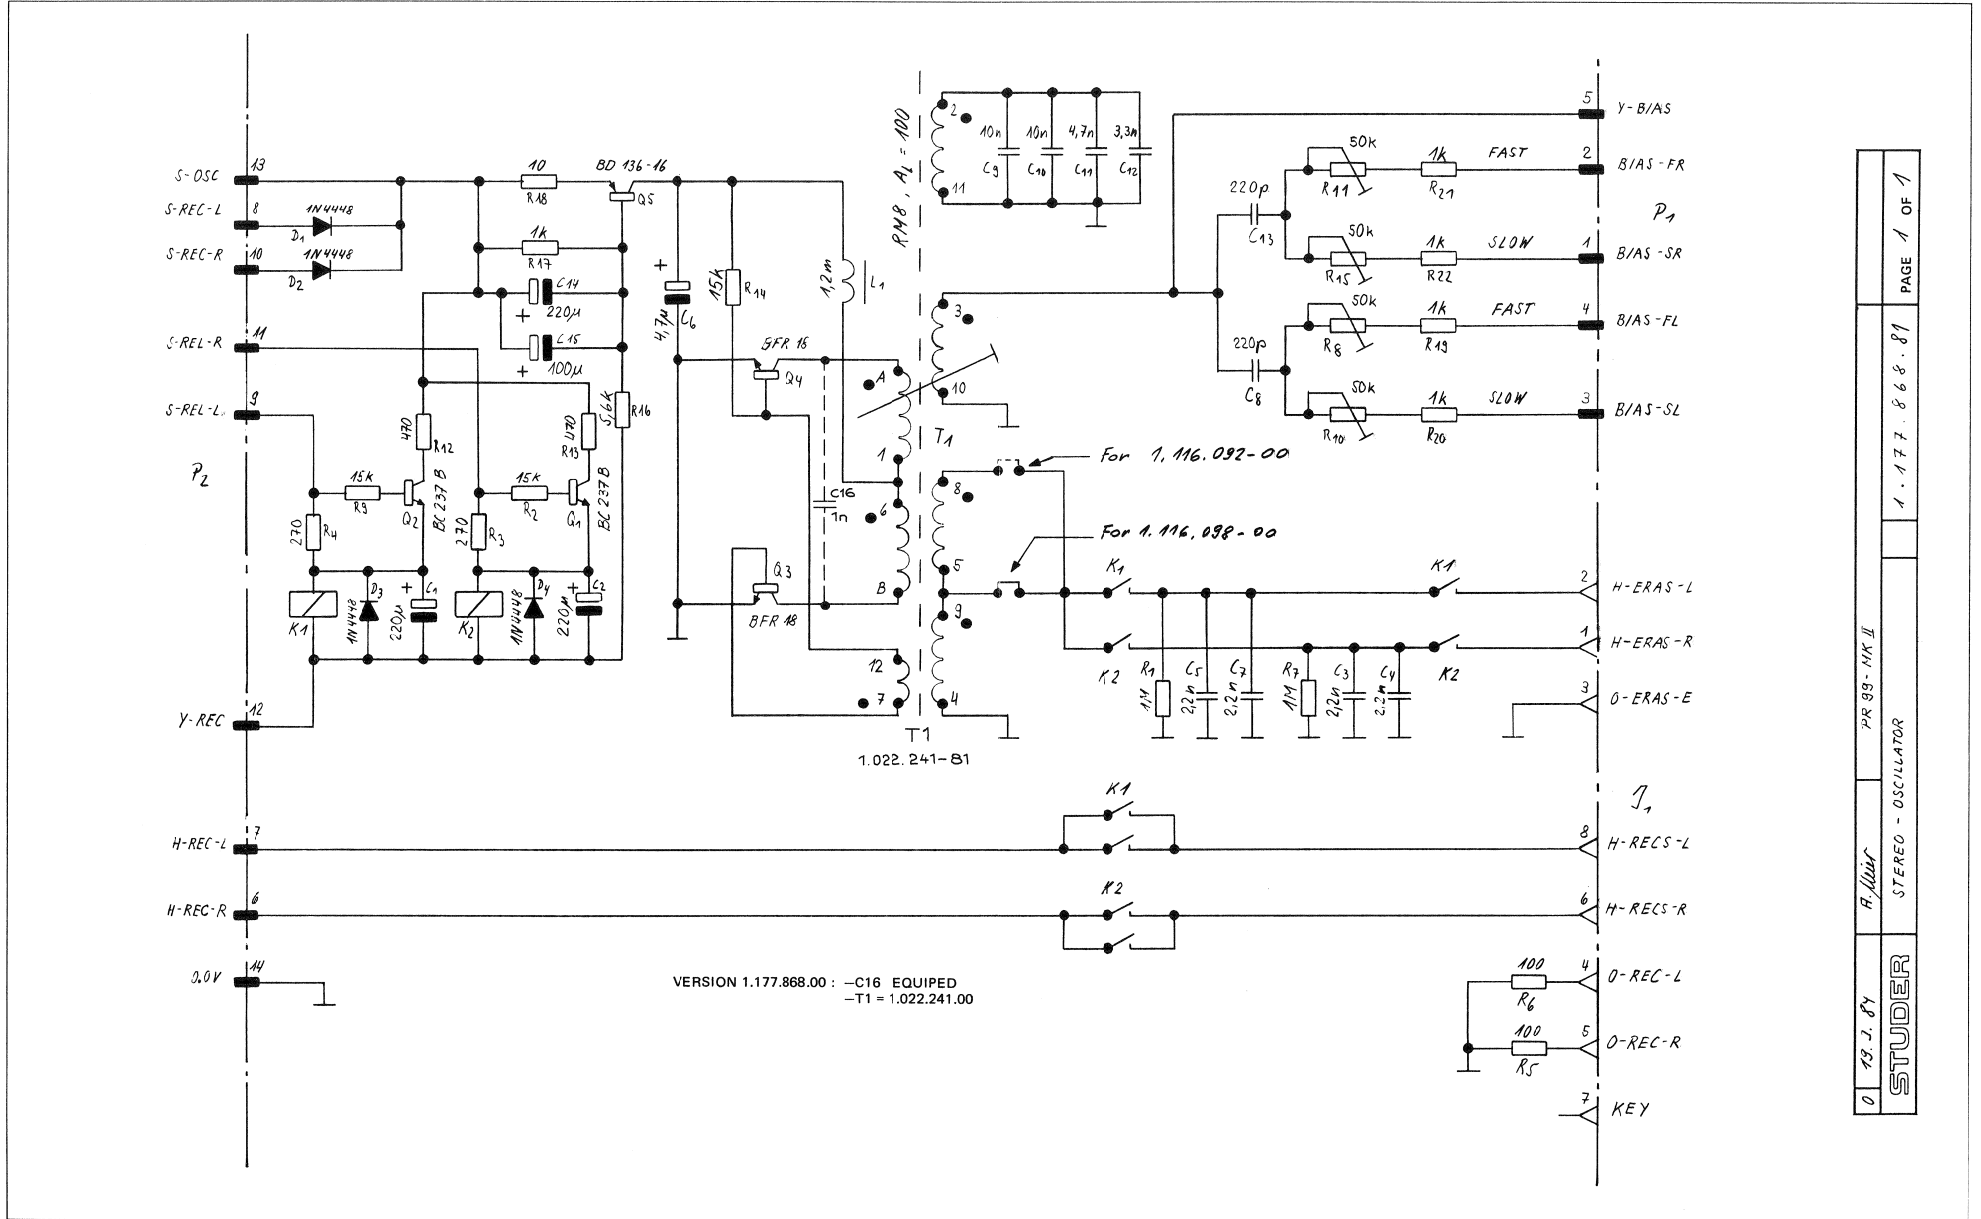 S-OSC 13
S-REC-L 8
S-REC-R 10
S-REL-R 11
S-REL-L 9
P2
Y-REC 12
H-REC-L 7
H-REC-R 6
0.0V 14
1N4448
D1
1N4448
D2
10
R18
BD 136-16
Q5
1k
R17
+ C14
220µ
+ C15
100µ
470
R12
470
R13
5,6k
R16
15k
R9
Q2
BC 237 B
15k
R2
Q1
BC 237 B
270
R4
270
R3
K1
D3
1N4448
+ C1
220µ
K2
D4
1N4448
+ C2
220µ
+
4,7µ
C6
15k
R14
1,2m
L1
BFR 18
Q4
C16
1n
Q3
BFR 18
RM8, AL = 100
A
1
6
B
12
7
T1
T1
1.022.241-81
2
11
10n
C9
10n
C10
4,7n
C11
3,3n
C12
3
10
8
5
9
4
For 1.116.092-00
For 1.116.098-00
220p
C13
220p
C8
50k
R11
1k
R21
FAST
50k
R15
1k
R22
SLOW
50k
R8
1k
R19
FAST
50k
R10
1k
R20
SLOW
5 Y-BIAS
2 BIAS-FR
P1
1 BIAS-SR
4 BIAS-FL
3 BIAS-SL
K1
K1
K2
K2
R1
1M
C5
2,2n
C7
2,2n
R7
1M
C3
2,2n
C4
2.2n
2 H-ERAS-L
1 H-ERAS-R
3 0-ERAS-E
J1
K1
K2
8 H-RECS-L
6 H-RECS-R
100
R6
4 0-REC-L
100
R5
5 0-REC-R
7 KEY
VERSION 1.177.868.00 : –C16 EQUIPED
–T1 = 1.022.241.00
0 19.2.84 A. Meier PR 99-MK II
STUDER STEREO - OSCILLATOR 1.177.868.81 PAGE 1 OF 1